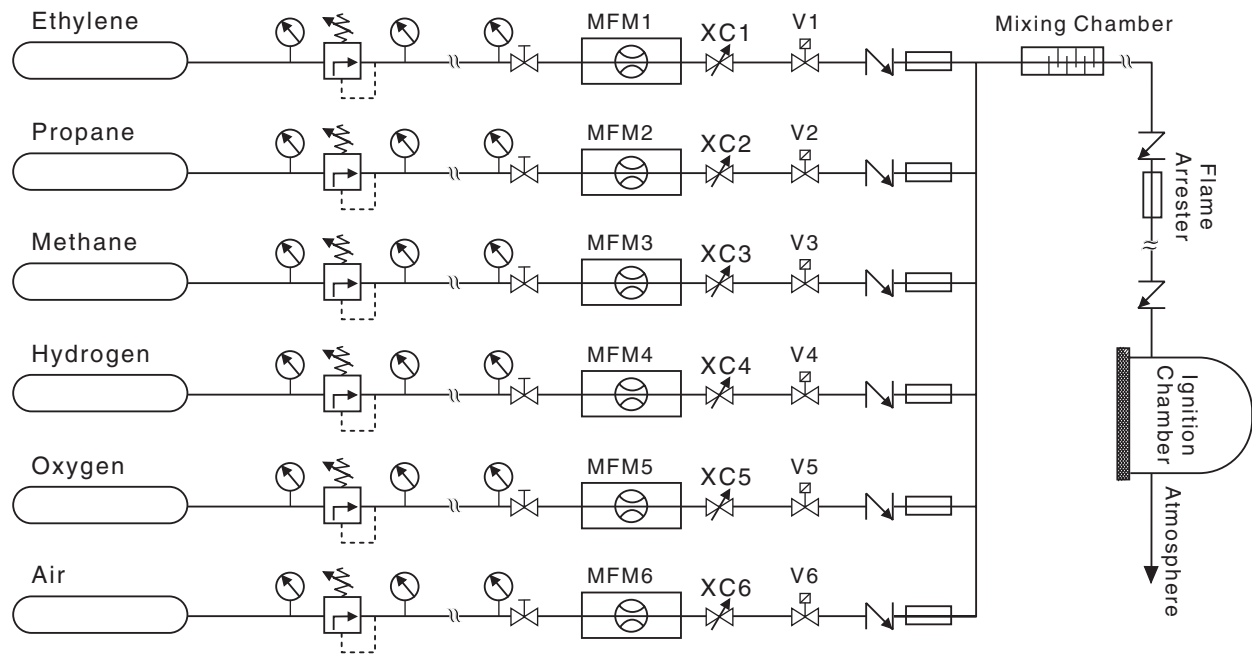 Ethylene
MFM1
XC1
V1
Mixing Chamber
Propane
MFM2
XC2
V2
Flame
Arrester
Methane
MFM3
XC3
V3
Hydrogen
MFM4
XC4
V4
Ignition
Chamber
Oxygen
MFM5
XC5
V5
Atmosphere
Air
MFM6
XC6
V6